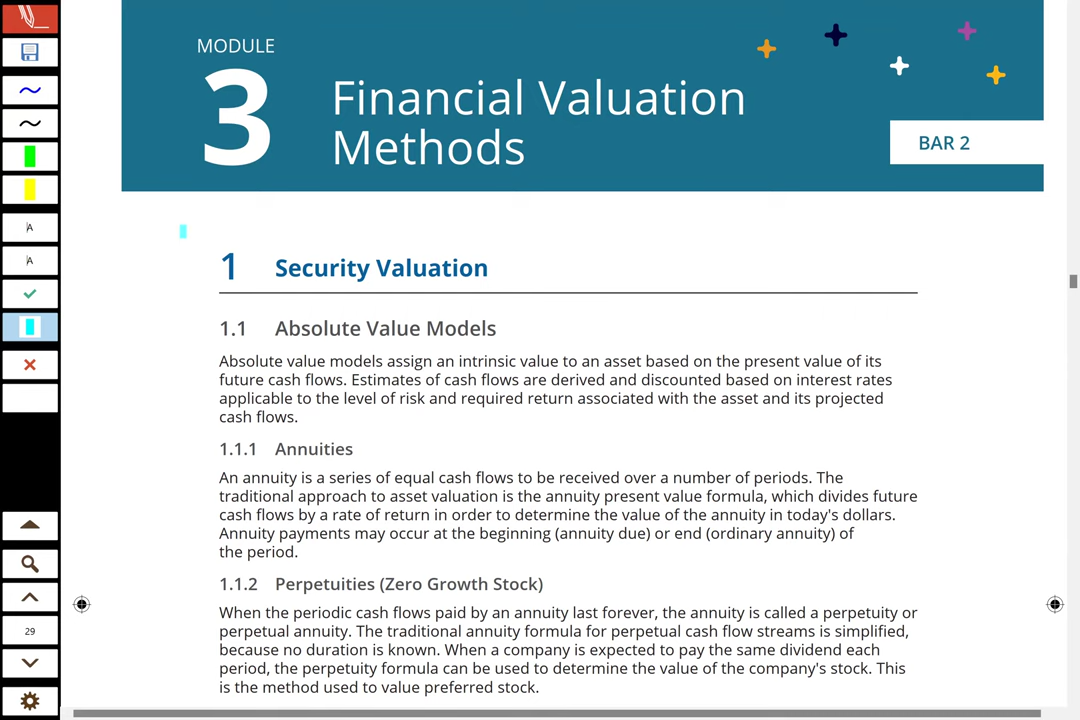 MODULE
3
Financial Valuation
Methods
BAR 2
1 Security Valuation
1.1 Absolute Value Models
Absolute value models assign an intrinsic value to an asset based on the present value of its
future cash flows. Estimates of cash flows are derived and discounted based on interest rates
applicable to the level of risk and required return associated with the asset and its projected
cash flows.
1.1.1 Annuities
An annuity is a series of equal cash flows to be received over a number of periods. The
traditional approach to asset valuation is the annuity present value formula, which divides future
cash flows by a rate of return in order to determine the value of the annuity in today's dollars.
Annuity payments may occur at the beginning (annuity due) or end (ordinary annuity) of
the period.
1.1.2 Perpetuities (Zero Growth Stock)
When the periodic cash flows paid by an annuity last forever, the annuity is called a perpetuity or
perpetual annuity. The traditional annuity formula for perpetual cash flow streams is simplified,
because no duration is known. When a company is expected to pay the same dividend each
period, the perpetuity formula can be used to determine the value of the company's stock. This
is the method used to value preferred stock.
A
A
29